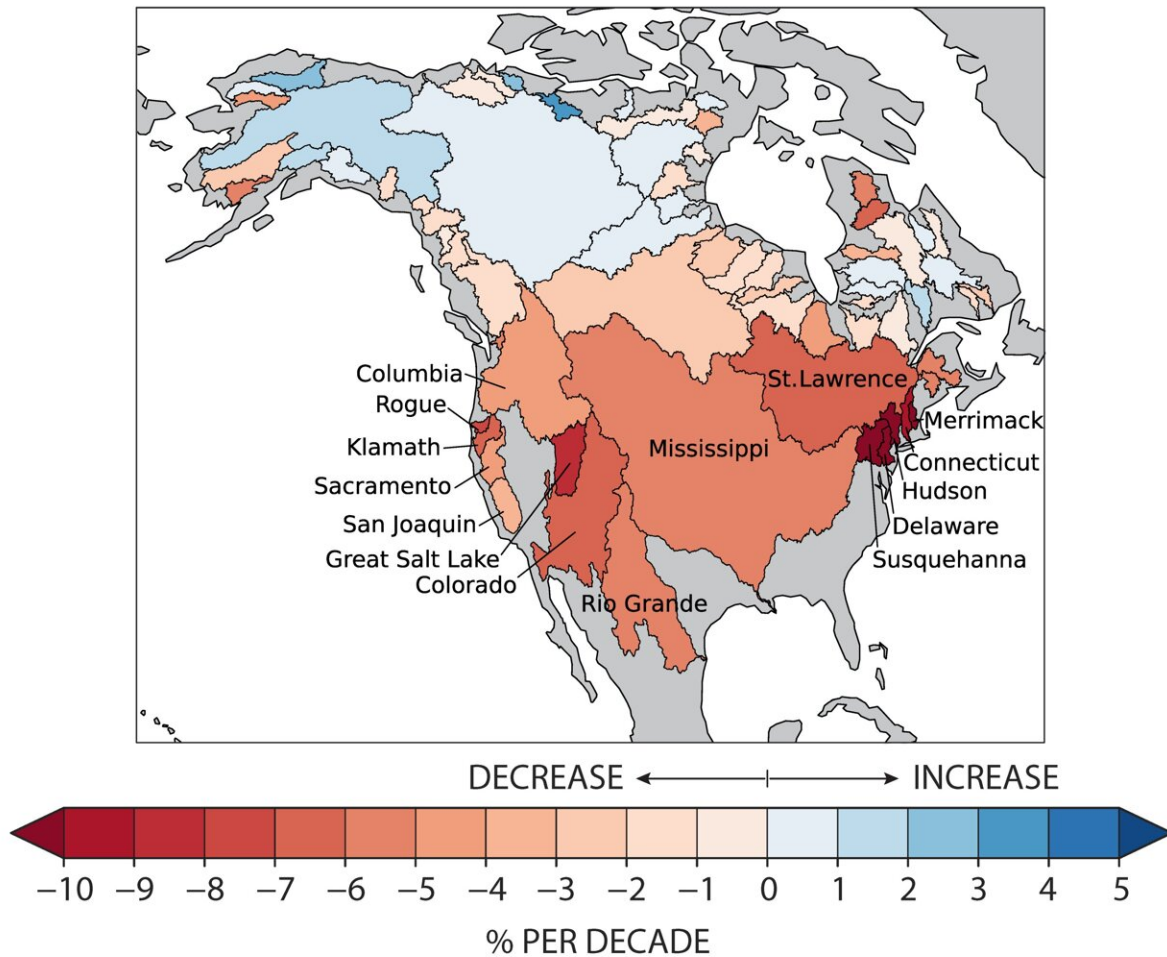 Columbia
Rogue
Klamath
Sacramento
San Joaquin
Great Salt Lake
Colorado
Rio Grande
Mississippi
St.Lawrence
Merrimack
Connecticut
Hudson
Delaware
Susquehanna
DECREASE INCREASE
−10 −9 −8 −7 −6 −5 −4 −3 −2 −1 0 1 2 3 4 5
% PER DECADE